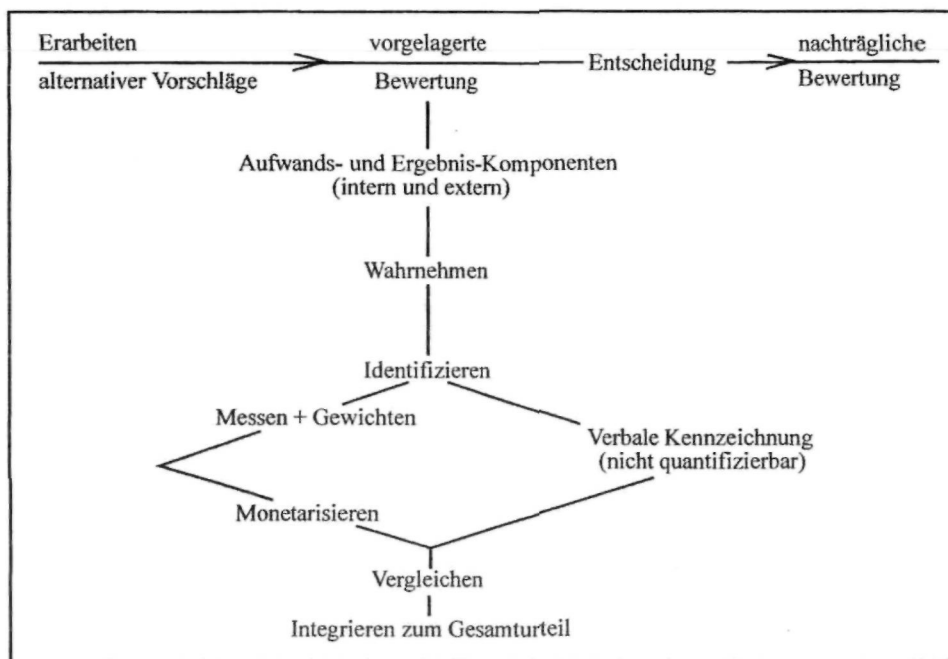 Erarbeiten
alternativer Vorschläge
vorgelagerte
Bewertung
Entscheidung
nachträgliche
Bewertung
Aufwands- und Ergebnis-Komponenten
(intern und extern)
Wahrnehmen
Identifizieren
Messen + Gewichten
Verbale Kennzeichnung
(nicht quantifizierbar)
Monetarisieren
Vergleichen
Integrieren zum Gesamturteil